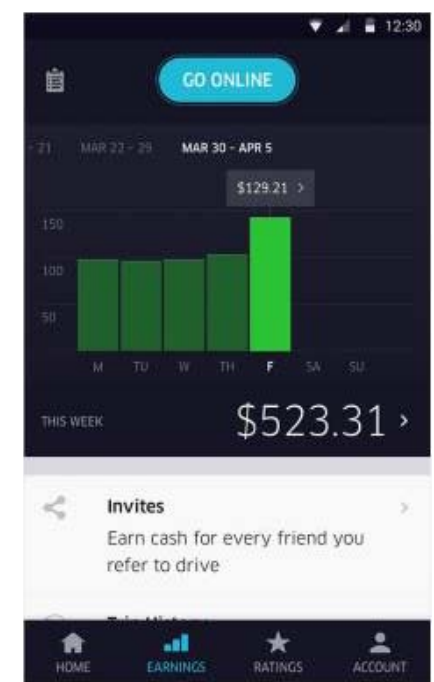 12:30
GO ONLINE
- 21 MAR 22 - 29 MAR 30 - APR 5
$129.21 >
150
100
50
M TU W TH F SA SU
THIS WEEK $523.31 >
Invites >
Earn cash for every friend you
refer to drive
HOME EARNINGS RATINGS ACCOUNT